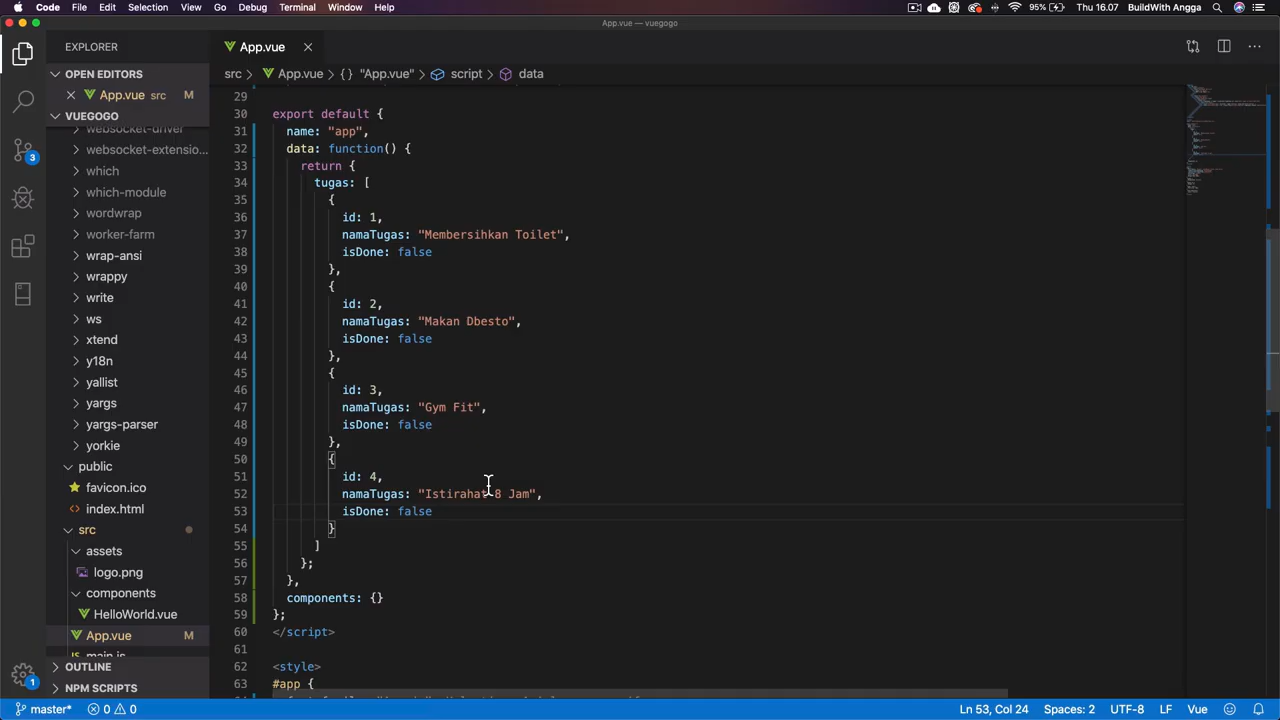 Code File Edit Selection View Go Debug Terminal Window Help 95% Thu 16.07 BuildWith Angga
App.vue — vuegogo
EXPLORER
App.vue
OPEN EDITORS
App.vue src M
src > App.vue > {} "App.vue" > script > data
VUEGOGO
websocket-driver
websocket-extensio...
which
which-module
wordwrap
worker-farm
wrap-ansi
wrappy
write
ws
xtend
y18n
yallist
yargs
yargs-parser
yorkie
public
favicon.ico
index.html
src
assets
logo.png
components
HelloWorld.vue
App.vue M
main.js
OUTLINE
NPM SCRIPTS
3
1
29
30 export default {
31 name: "app",
32 data: function() {
33 return {
34 tugas: [
35 {
36 id: 1,
37 namaTugas: "Membersihkan Toilet",
38 isDone: false
39 },
40 {
41 id: 2,
42 namaTugas: "Makan Dbesto",
43 isDone: false
44 },
45 {
46 id: 3,
47 namaTugas: "Gym Fit",
48 isDone: false
49 },
50 {
51 id: 4,
52 namaTugas: "Istirahat 8 Jam",
53 isDone: false
54 }
55 ]
56 };
57 },
58 components: {}
59 };
60 </script>
61
62 <style>
63 #app {
master* 0 0 Ln 53, Col 24 Spaces: 2 UTF-8 LF Vue